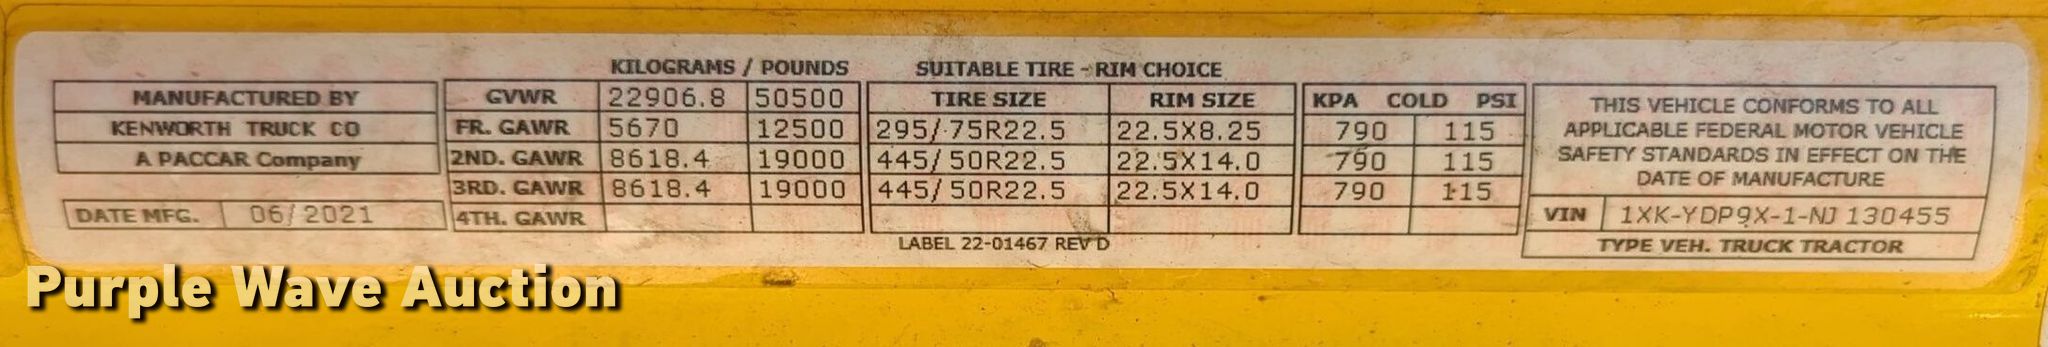 KILOGRAMS / POUNDS SUITABLE TIRE - RIM CHOICE
MANUFACTURED BY GVWR 22906.8 50500 TIRE SIZE RIM SIZE KPA COLD PSI
KENWORTH TRUCK CO FR. GAWR 5670 12500 295/75R22.5 22.5X8.25 790 115
A PACCAR Company 2ND. GAWR 8618.4 19000 445/50R22.5 22.5X14.0 790 115
3RD. GAWR 8618.4 19000 445/50R22.5 22.5X14.0 790 115
DATE MFG. 06/2021 4TH. GAWR
THIS VEHICLE CONFORMS TO ALL
APPLICABLE FEDERAL MOTOR VEHICLE
SAFETY STANDARDS IN EFFECT ON THE
DATE OF MANUFACTURE
VIN 1XK-YDP9X-1-NJ 130455
TYPE VEH. TRUCK TRACTOR
LABEL 22-01467 REV D
Purple Wave Auction